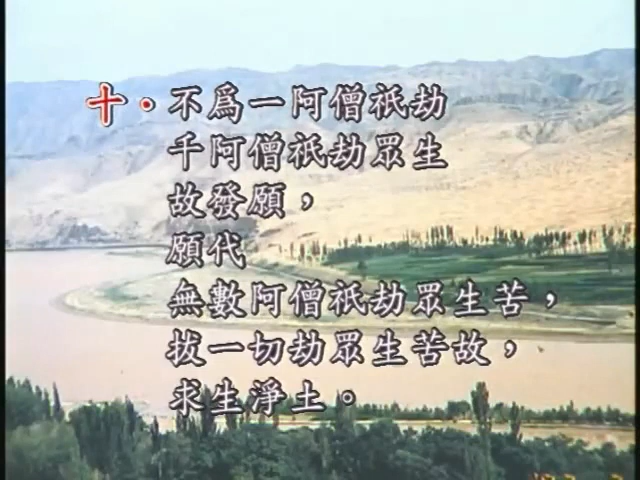 十・不爲一阿僧祇劫
千阿僧祇劫眾生
故發願，
願代
無數阿僧祇劫眾生苦，
拔一切劫眾生苦故，
求生淨土。